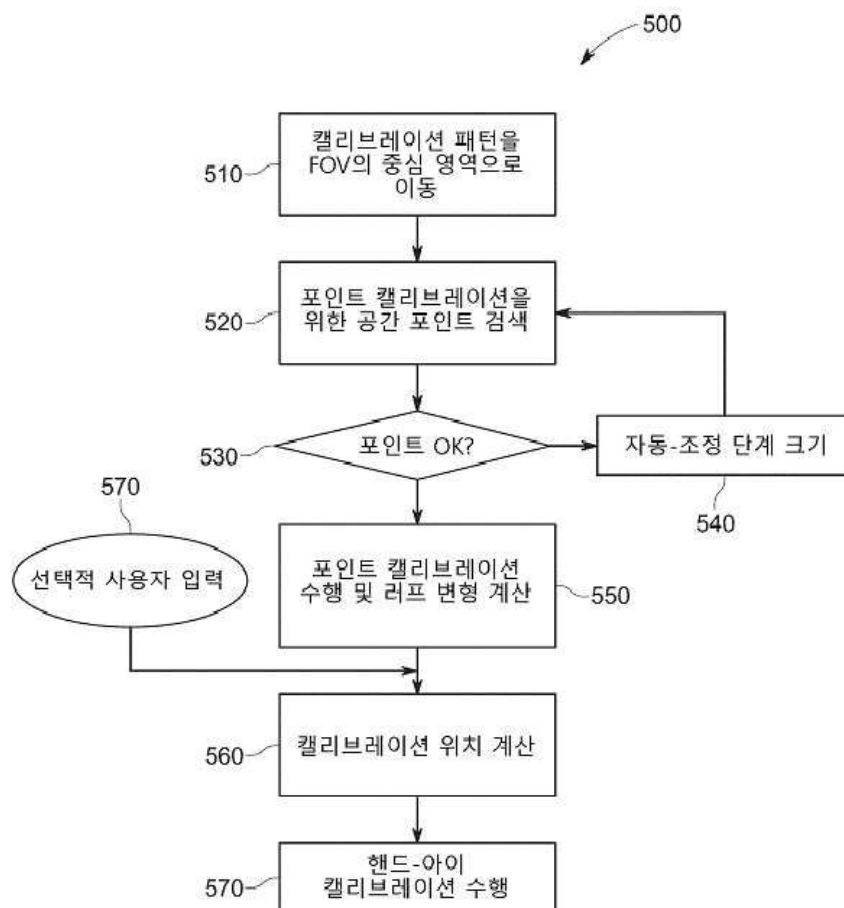 500
캘리브레이션 패턴을
FOV의 중심 영역으로
이동
510
포인트 캘리브레이션을
위한 공간 포인트 검색
520
포인트 OK?
530
자동-조정 단계 크기
540
570
선택적 사용자 입력
포인트 캘리브레이션
수행 및 러프 변형 계산
550
캘리브레이션 위치 계산
560
핸드-아이
캘리브레이션 수행
570